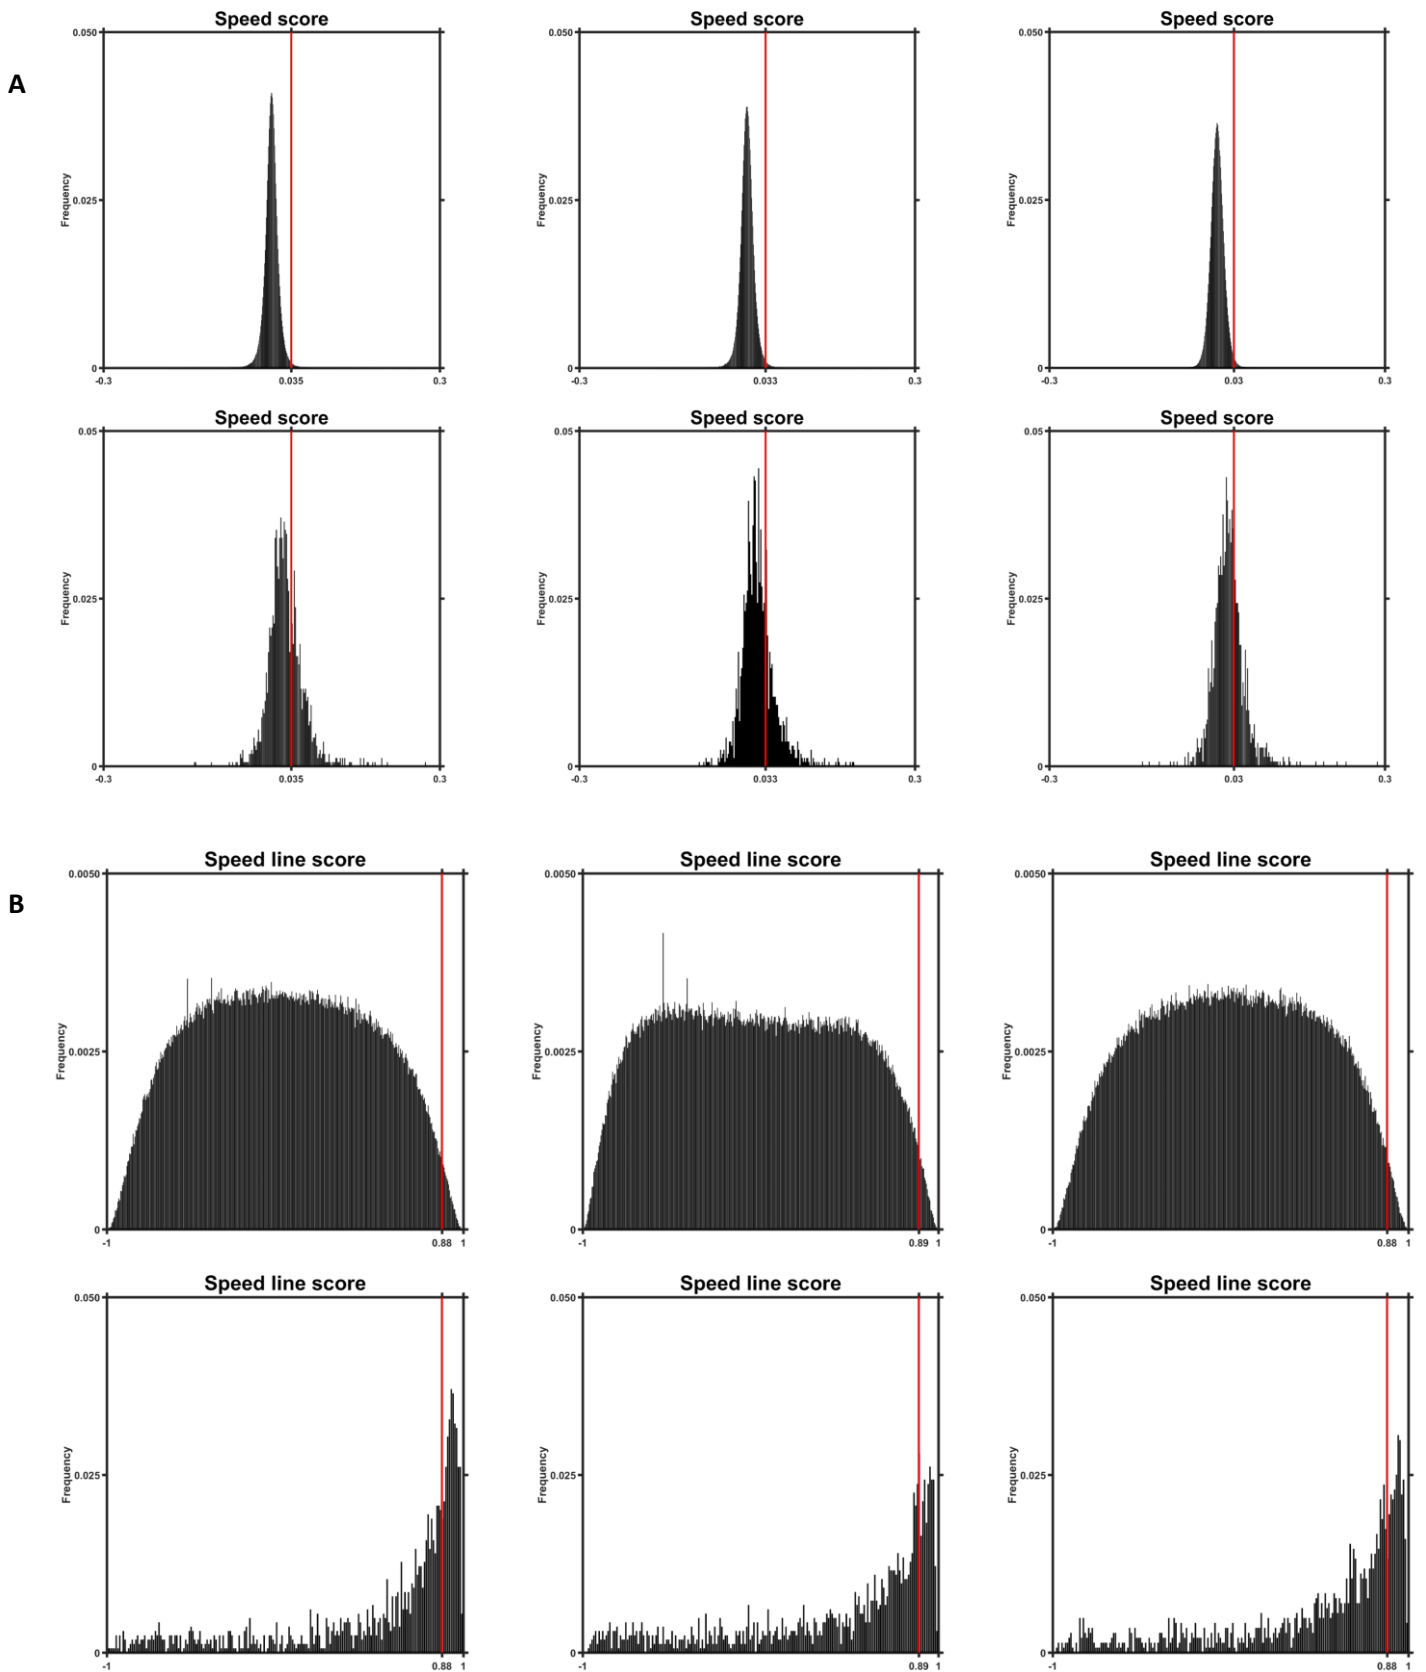 Speed score Speed score Speed score
A
0.050 0.050 0.050
Frequency Frequency Frequency
0.025 0.025 0.025
0 0 0
-0.3 0.035 0.3 -0.3 0.033 0.3 -0.3 0.03 0.3
Speed score Speed score Speed score
0.05 0.05 0.05
Frequency Frequency Frequency
0.025 0.025 0.025
0 0 0
-0.3 0.035 0.3 -0.3 0.033 0.3 -0.3 0.03 0.3
Speed line score Speed line score Speed line score
0.0050 0.0050 0.0050
B
Frequency Frequency Frequency
0.0025 0.0025 0.0025
0 0 0
-1 0.88 1 -1 0.89 1 -1 0.88 1
Speed line score Speed line score Speed line score
0.050 0.050 0.050
Frequency Frequency Frequency
0.025 0.025 0.025
0 0 0
-1 0.88 1 -1 0.89 1 -1 0.88 1